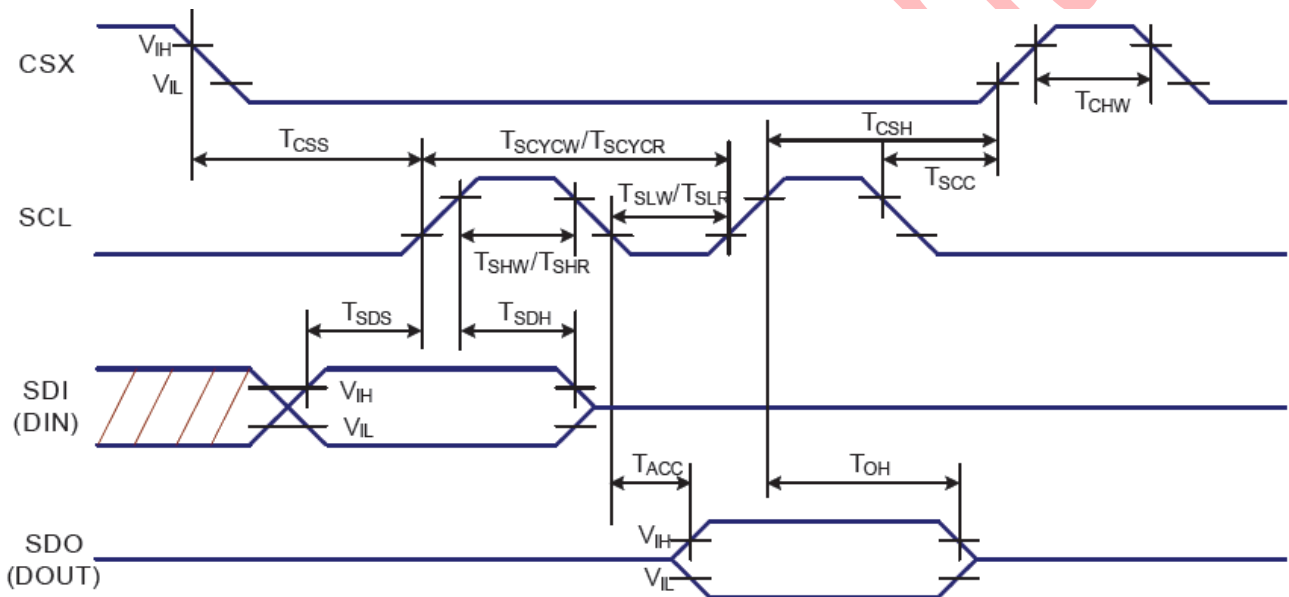 CSX
VIH
VIL
TCHW
TCSS
TSCYCW/TSCYCR
TCSH
TSCC
SCL
TSLW/TSLR
TSHW/TSHR
TSDS
TSDH
SDI
(DIN)
VIH
VIL
TACC
TOH
SDO
(DOUT)
VIH
VIL